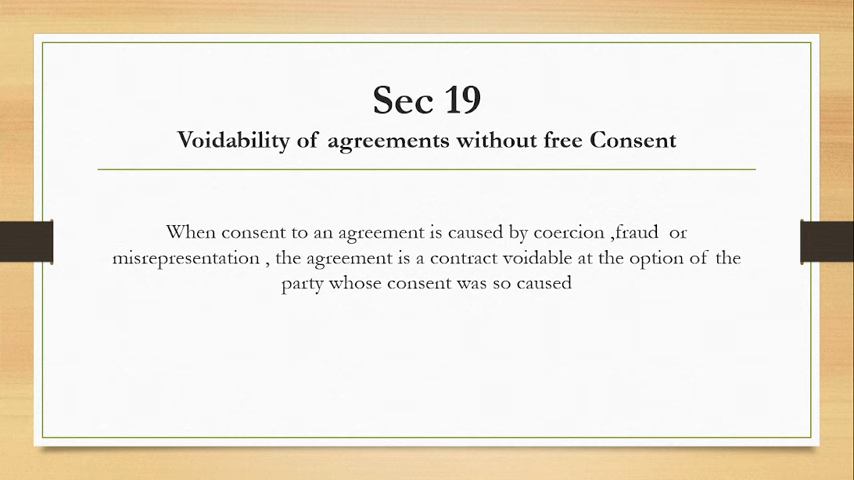 Sec 19
Voidability of agreements without free Consent
When consent to an agreement is caused by coercion ,fraud or
misrepresentation , the agreement is a contract voidable at the option of the
party whose consent was so caused